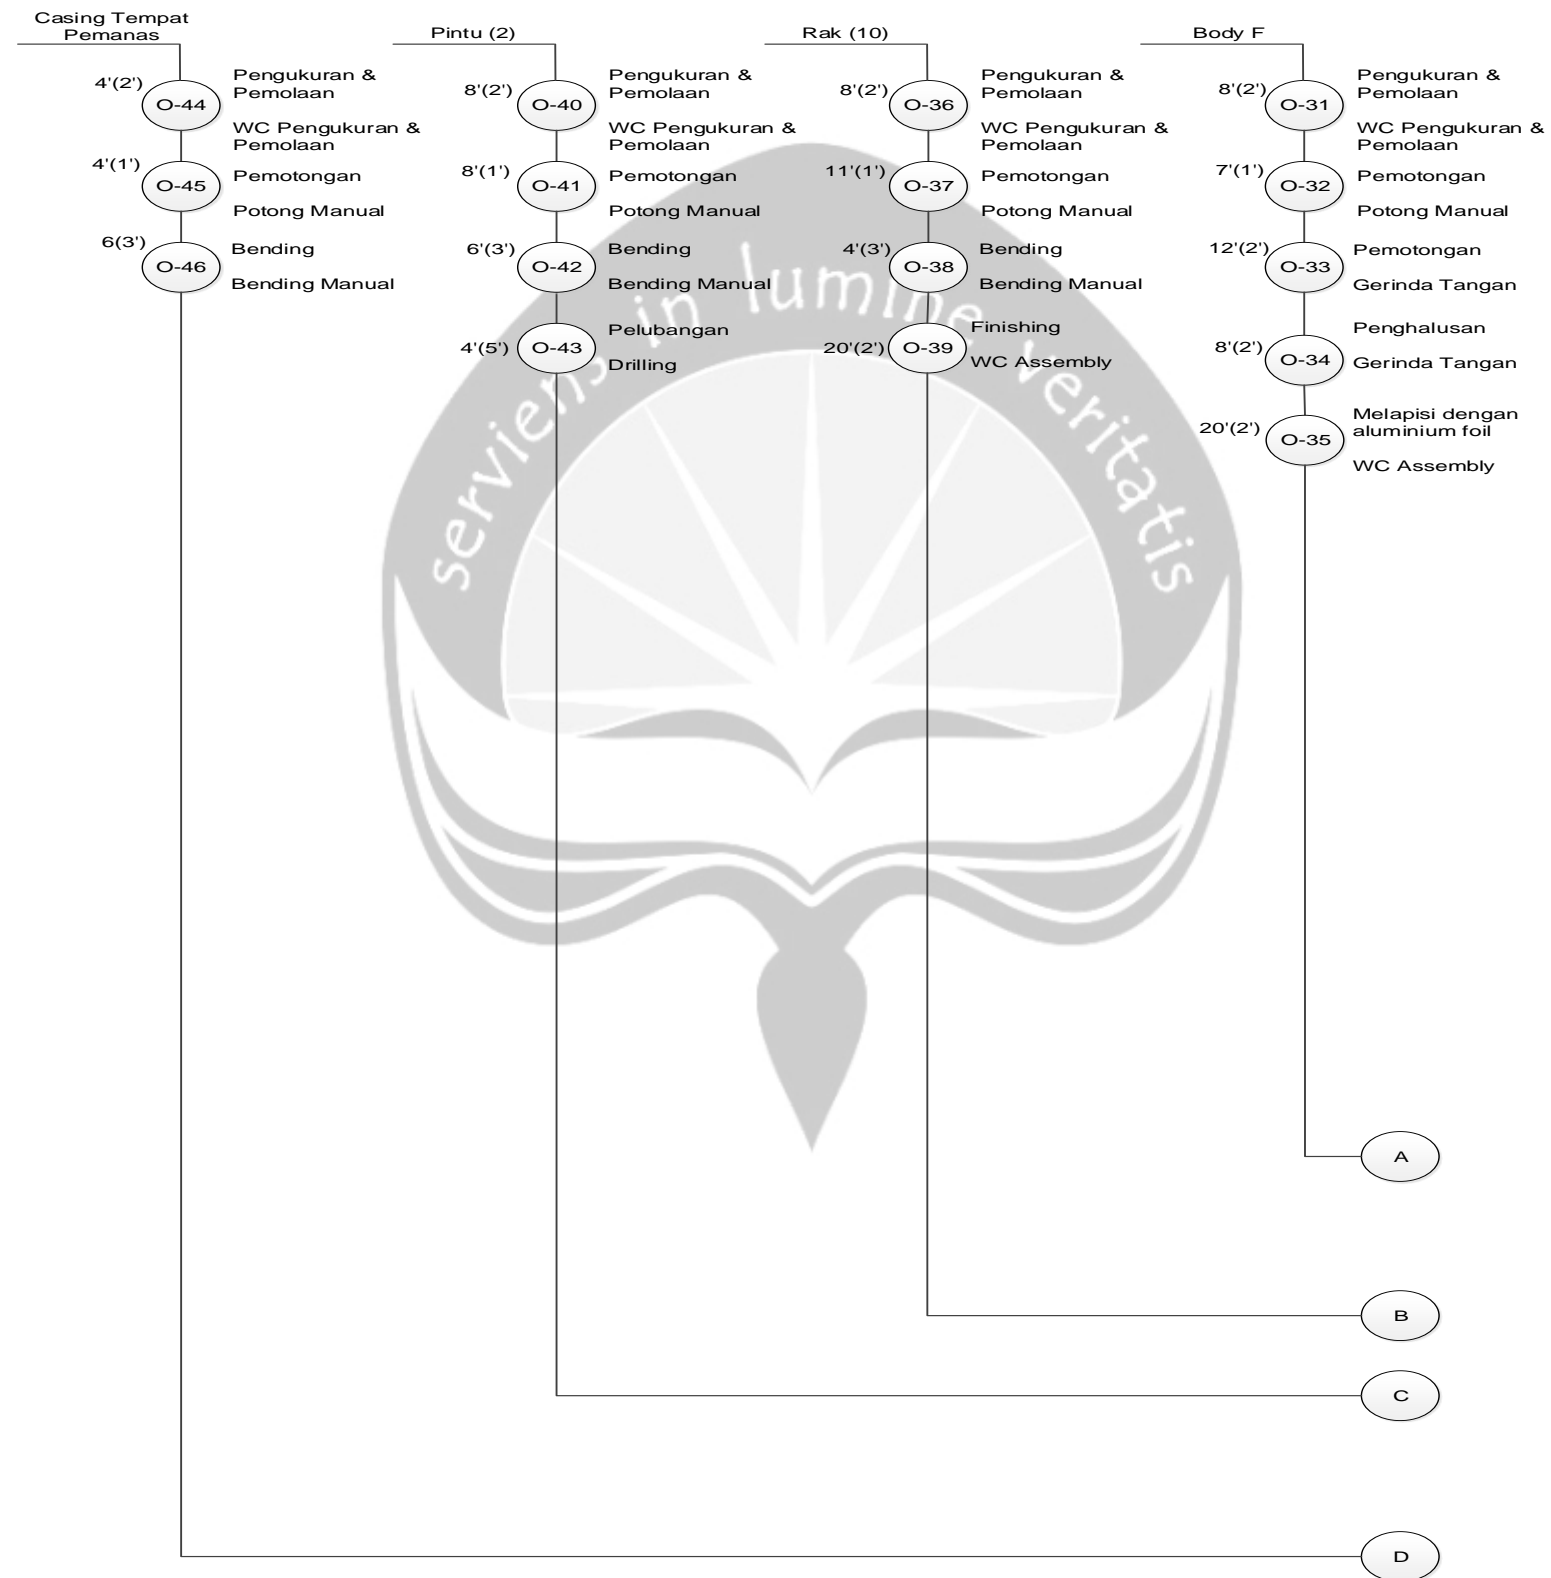 Casing Tempat
Pemanas
4'(2')
O-44
Pengukuran &
Pemolaan
WC Pengukuran &
Pemolaan
4'(1')
O-45
Pemotongan
Potong Manual
6(3')
O-46
Bending
Bending Manual
Pintu (2)
8'(2')
O-40
Pengukuran &
Pemolaan
WC Pengukuran &
Pemolaan
8'(1')
O-41
Pemotongan
Potong Manual
6'(3')
O-42
Bending
Bending Manual
4'(5')
O-43
Pelubangan
Drilling
Rak (10)
8'(2')
O-36
Pengukuran &
Pemolaan
WC Pengukuran &
Pemolaan
11'(1')
O-37
Pemotongan
Potong Manual
4'(3')
O-38
Bending
Bending Manual
20'(2')
O-39
Finishing
WC Assembly
Body F
8'(2')
O-31
Pengukuran &
Pemolaan
WC Pengukuran &
Pemolaan
7'(1')
O-32
Pemotongan
Potong Manual
12'(2')
O-33
Pemotongan
Gerinda Tangan
8'(2')
O-34
Penghalusan
Gerinda Tangan
20'(2')
O-35
Melapisi dengan
aluminium foil
WC Assembly
serviens in lumine veritatis
A
B
C
D